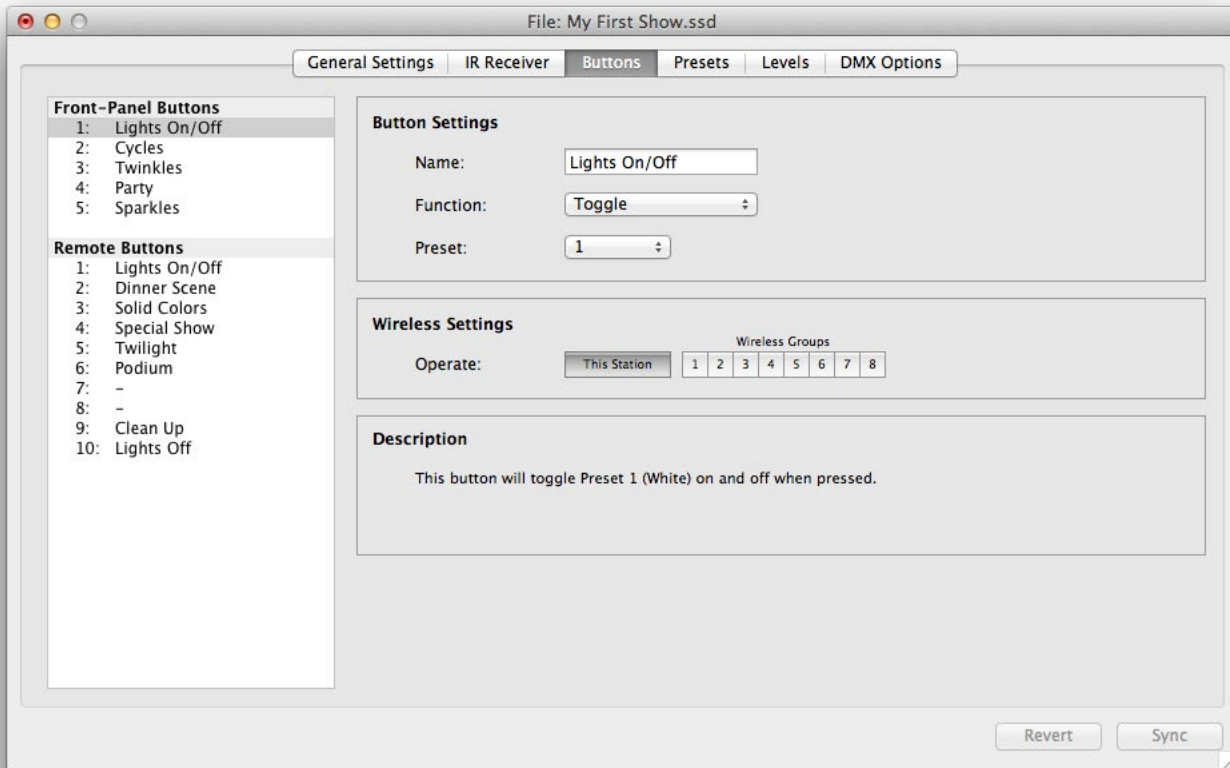 File: My First Show.ssd
General Settings IR Receiver Buttons Presets Levels DMX Options
Front-Panel Buttons
1: Lights On/Off
2: Cycles
3: Twinkles
4: Party
5: Sparkles
Remote Buttons
1: Lights On/Off
2: Dinner Scene
3: Solid Colors
4: Special Show
5: Twilight
6: Podium
7: -
8: -
9: Clean Up
10: Lights Off
Button Settings
Name: Lights On/Off
Function: Toggle
Preset: 1
Wireless Settings
Wireless Groups
Operate: This Station 1 2 3 4 5 6 7 8
Description
This button will toggle Preset 1 (White) on and off when pressed.
Revert Sync